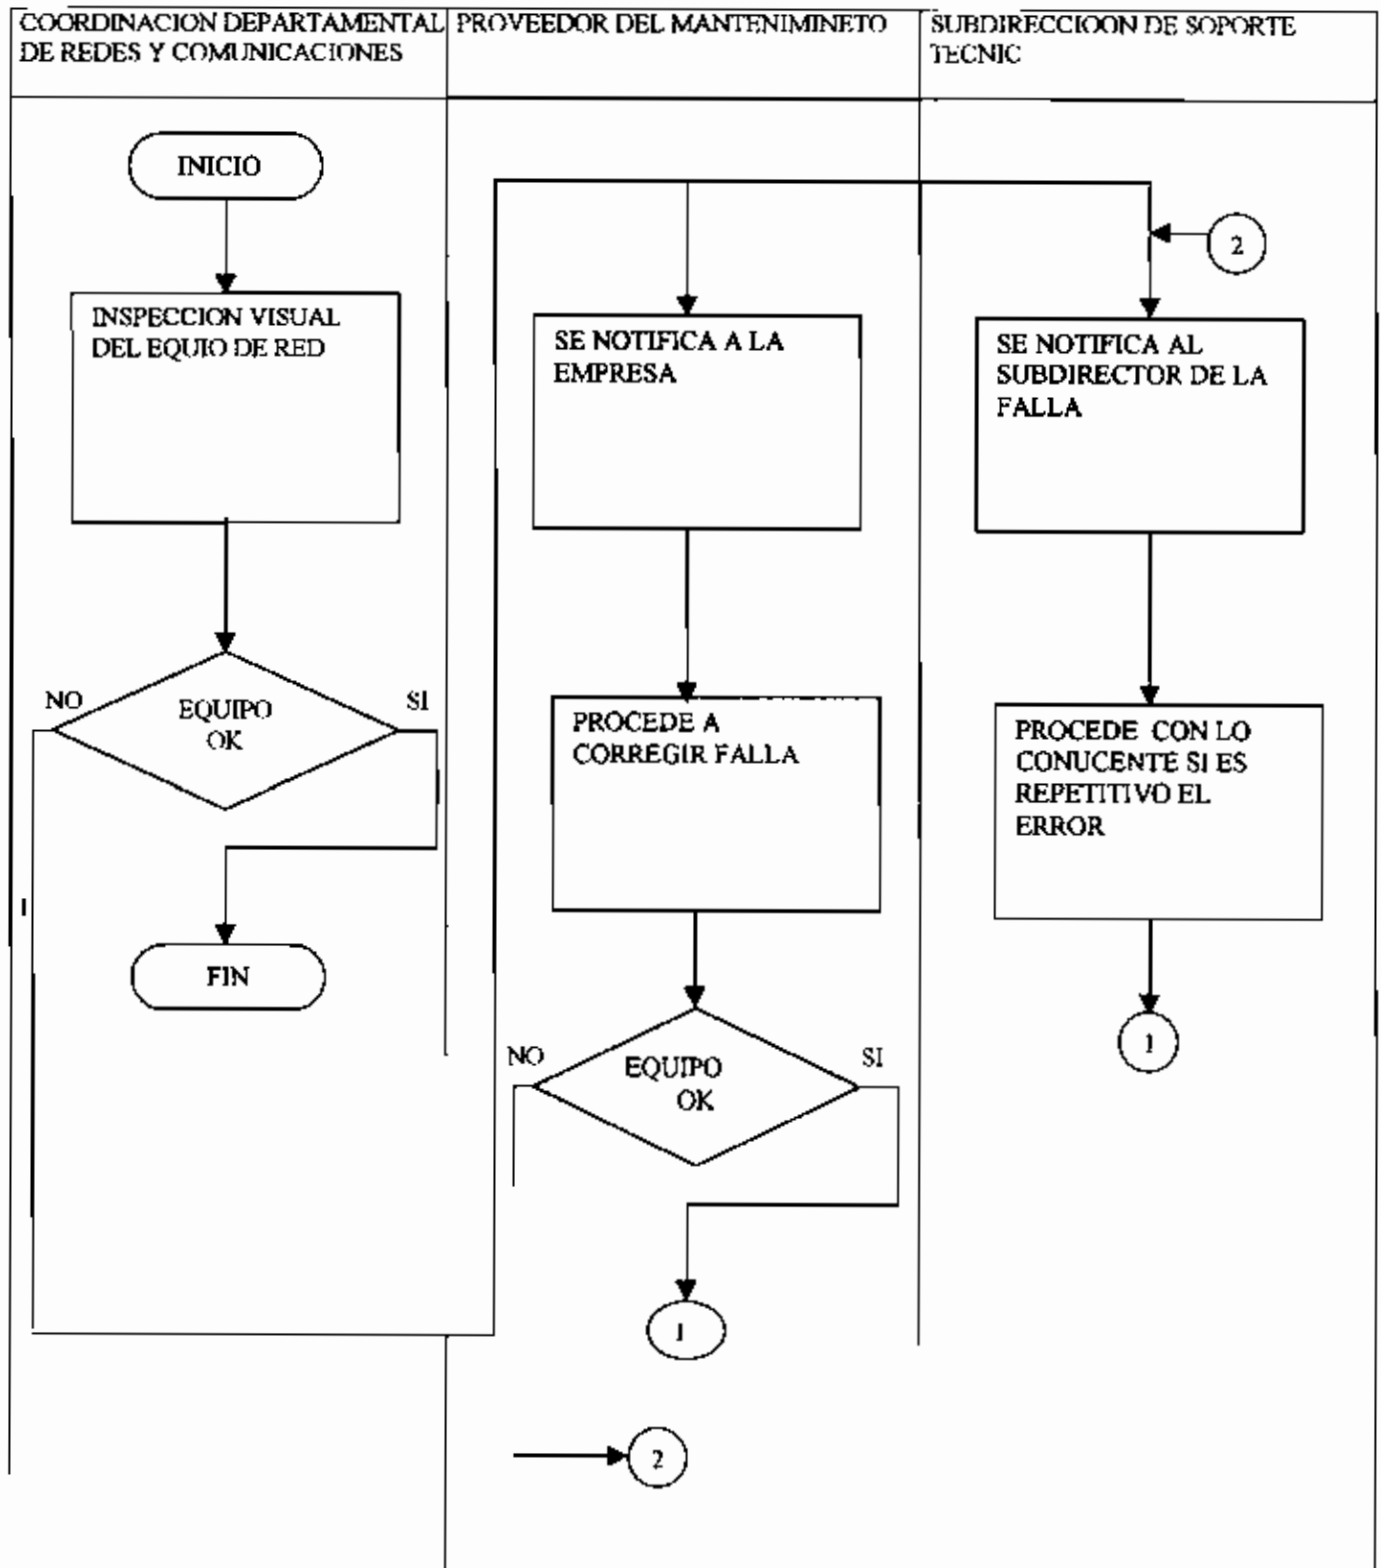 COORDINACION DEPARTAMENTAL
DE REDES Y COMUNICACIONES
PROVEEDOR DEL MANTENIMINETO
SUBDIRECCIOON DE SOPORTE
TECNIC
INICIO
INSPECCION VISUAL
DEL EQUIO DE RED
EQUIPO
OK
NO
SI
FIN
SE NOTIFICA A LA
EMPRESA
PROCEDE A
CORREGIR FALLA
EQUIPO
OK
NO
SI
1
2
2
SE NOTIFICA AL
SUBDIRECTOR DE LA
FALLA
PROCEDE CON LO
CONUCENTE SI ES
REPETITIVO EL
ERROR
1